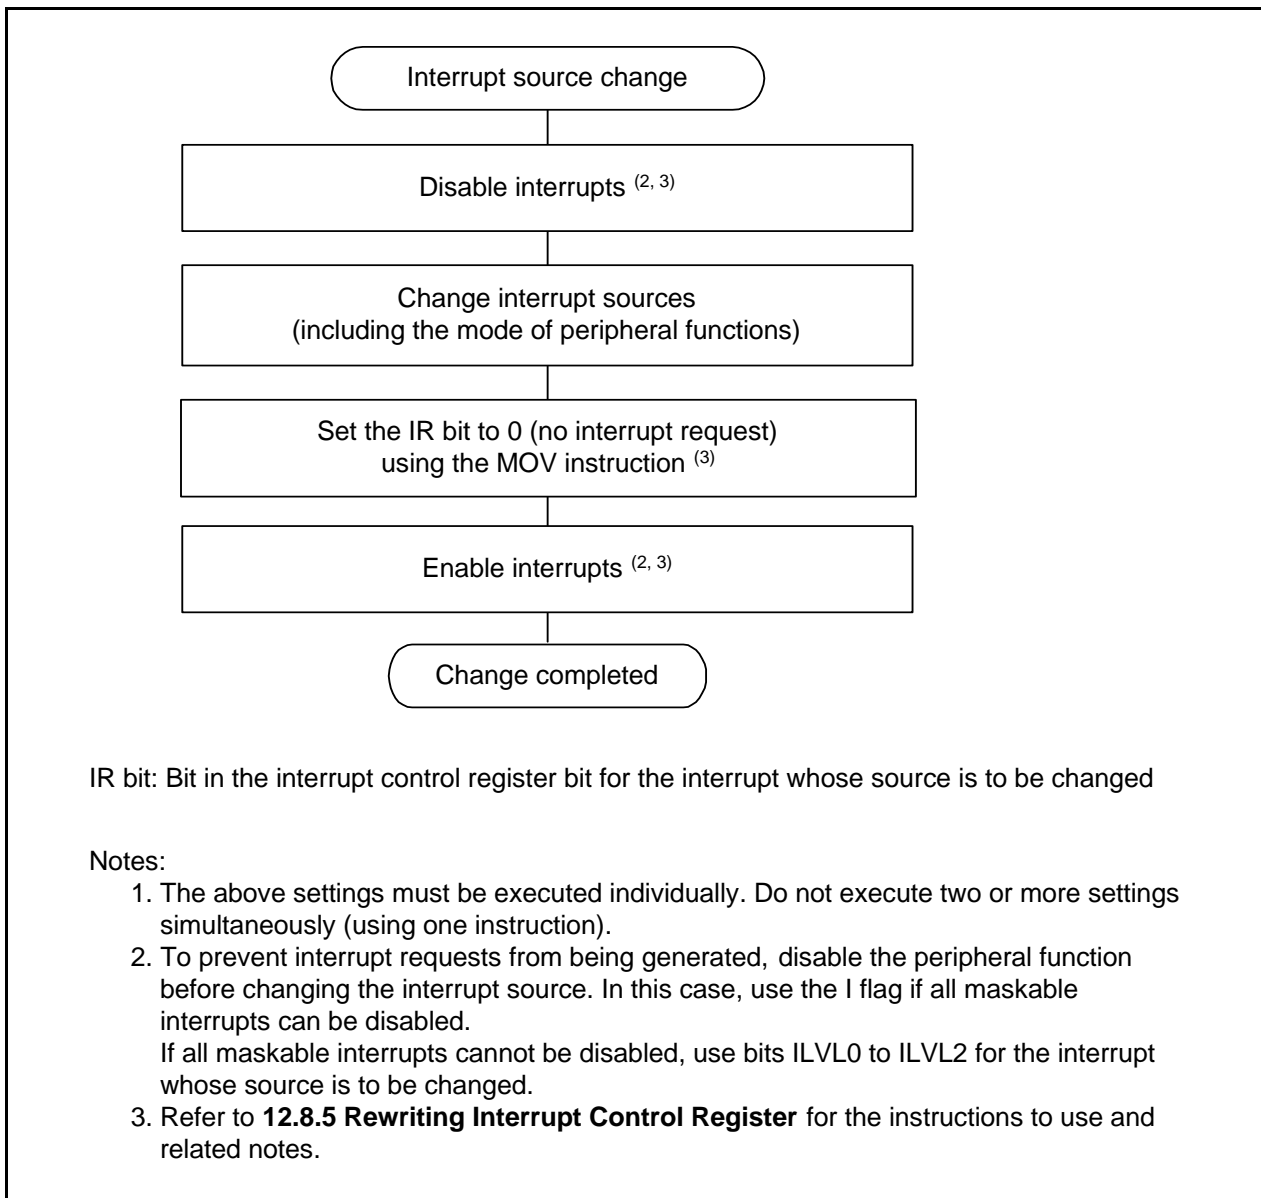 Interrupt source change
Disable interrupts (2, 3)
Change interrupt sources
(including the mode of peripheral functions)
Set the IR bit to 0 (no interrupt request)
using the MOV instruction (3)
Enable interrupts (2, 3)
Change completed
IR bit: Bit in the interrupt control register bit for the interrupt whose source is to be changed
Notes:
1. The above settings must be executed individually. Do not execute two or more settings
simultaneously (using one instruction).
2. To prevent interrupt requests from being generated, disable the peripheral function
before changing the interrupt source. In this case, use the I flag if all maskable
interrupts can be disabled.
If all maskable interrupts cannot be disabled, use bits ILVL0 to ILVL2 for the interrupt
whose source is to be changed.
3. Refer to 12.8.5 Rewriting Interrupt Control Register for the instructions to use and
related notes.